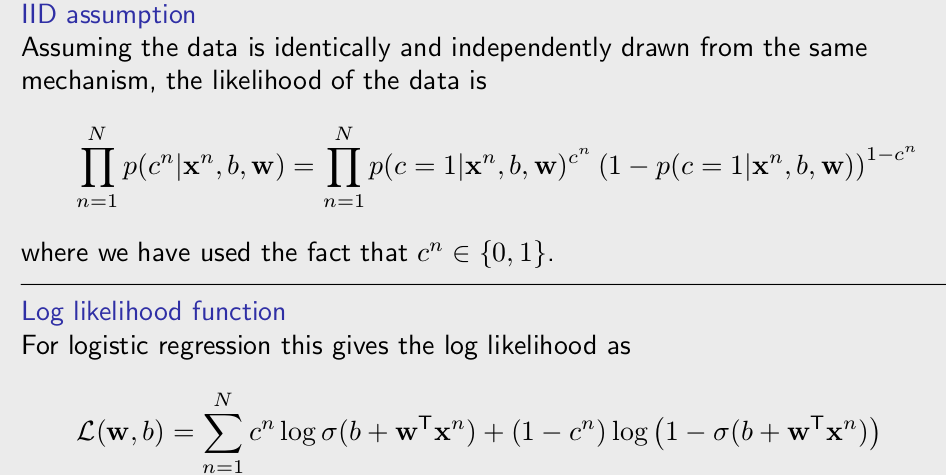 IID assumption
Assuming the data is identically and independently drawn from the same
mechanism, the likelihood of the data is
$$\prod_{n=1}^{N} p(c^n|\mathbf{x}^n, b, \mathbf{w}) = \prod_{n=1}^{N} p(c = 1|\mathbf{x}^n, b, \mathbf{w})^{c^n} (1 - p(c = 1|\mathbf{x}^n, b, \mathbf{w}))^{1-c^n}$$
where we have used the fact that $c^n \in \{0, 1\}$.
Log likelihood function
For logistic regression this gives the log likelihood as
$$\mathcal{L}(\mathbf{w}, b) = \sum_{n=1}^{N} c^n \log \sigma(b + \mathbf{w}^\mathsf{T}\mathbf{x}^n) + (1 - c^n) \log \left(1 - \sigma(b + \mathbf{w}^\mathsf{T}\mathbf{x}^n)\right)$$